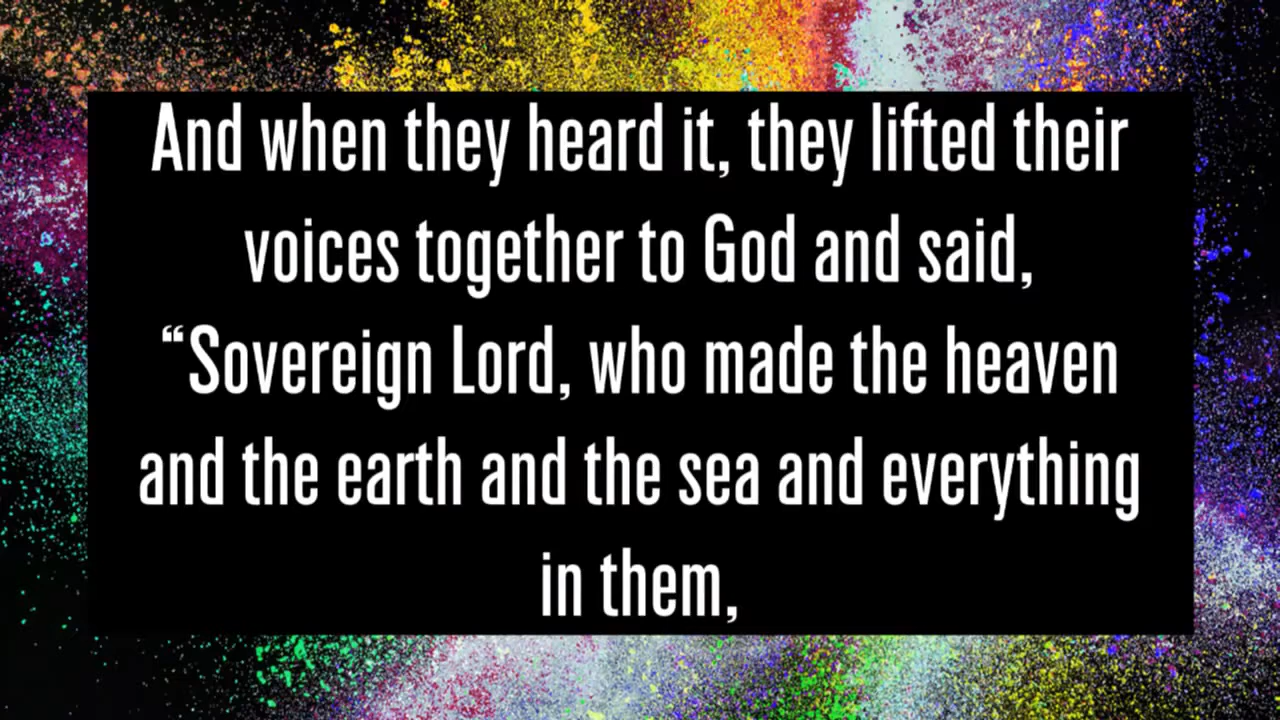 And when they heard it, they lifted their
voices together to God and said,
“Sovereign Lord, who made the heaven
and the earth and the sea and everything
in them,